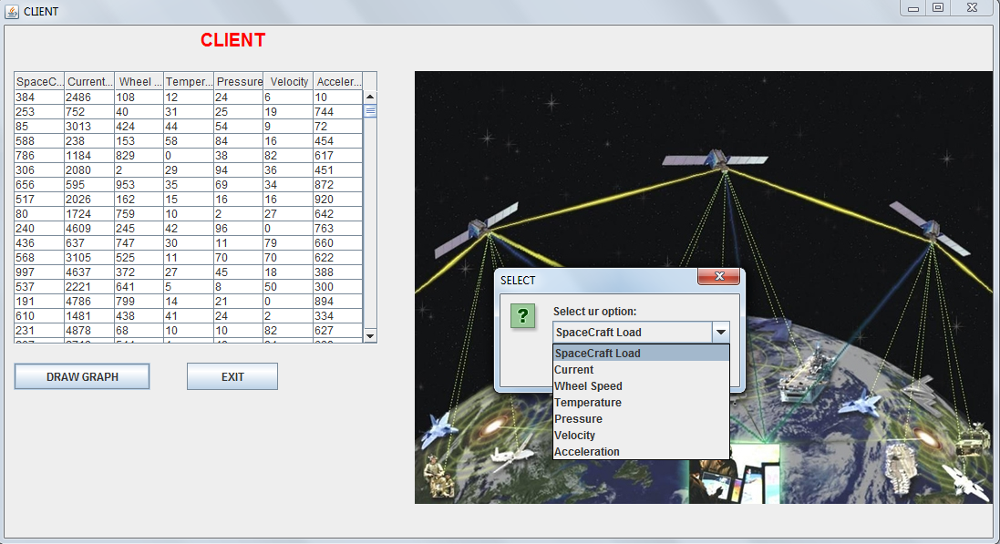 CLIENT
CLIENT
SpaceC... Current... Wheel ... Temper... Pressure Velocity Acceler...
384 2486 108 12 24 6 10
253 752 40 31 25 19 744
85 3013 424 44 54 9 72
588 238 153 58 84 16 454
786 1184 829 0 38 82 617
306 2080 2 29 94 36 451
656 595 953 35 69 34 872
517 2026 162 15 16 16 920
80 1724 759 10 2 27 642
240 4609 245 42 96 0 763
436 637 747 30 11 79 660
568 3105 525 11 70 70 622
997 4637 372 27 45 18 388
537 2221 641 5 8 50 300
191 4786 799 14 21 0 894
610 1481 438 41 24 2 334
231 4878 68 10 10 82 627
DRAW GRAPH EXIT
SELECT
?
Select ur option:
SpaceCraft Load
SpaceCraft Load
Current
Wheel Speed
Temperature
Pressure
Velocity
Acceleration